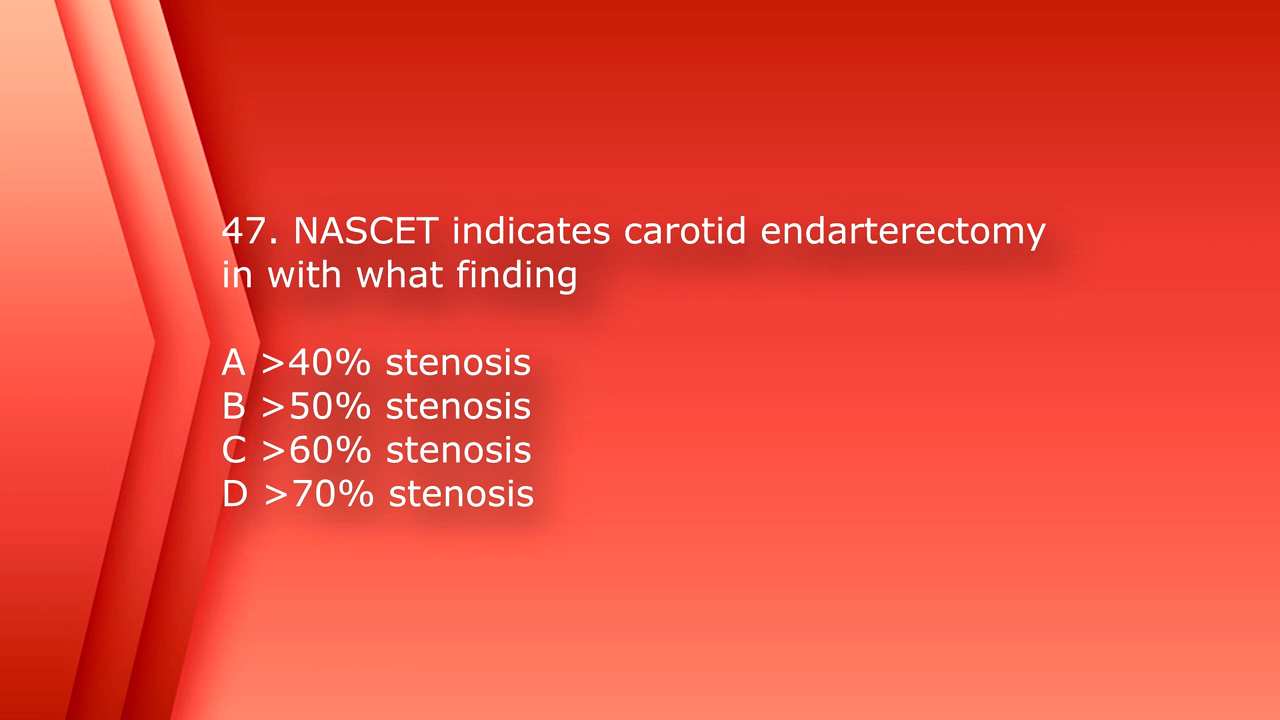 47. NASCET indicates carotid endarterectomy
in with what finding
A >40% stenosis
B >50% stenosis
C >60% stenosis
D >70% stenosis